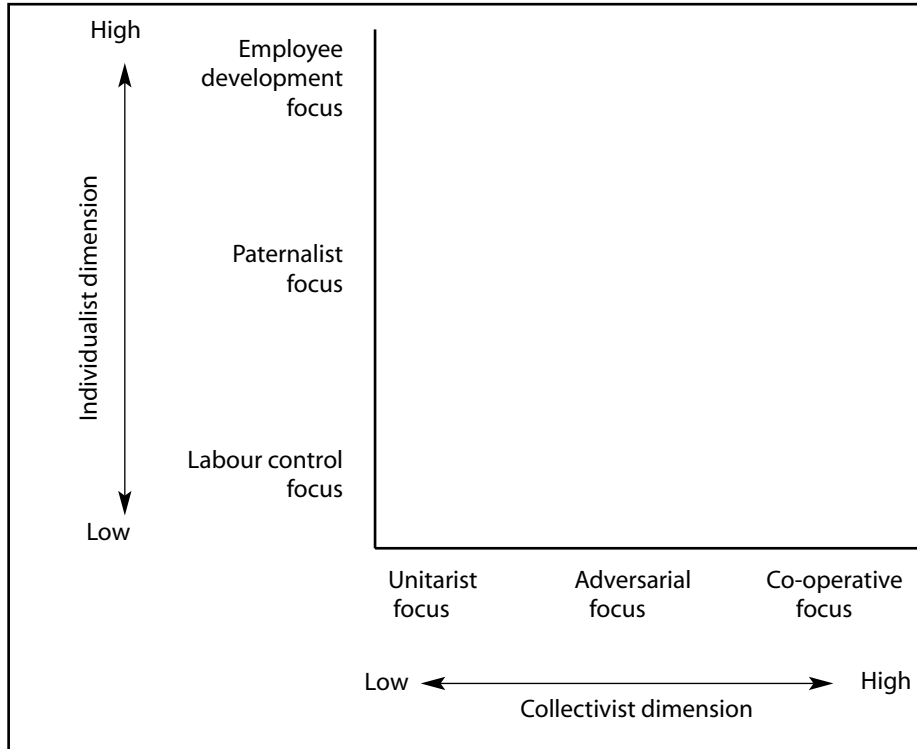 High
Employee
development
focus
Individualist dimension
Paternalist
focus
Labour control
focus
Low
Unitarist
focus
Adversarial
focus
Co-operative
focus
Low
High
Collectivist dimension